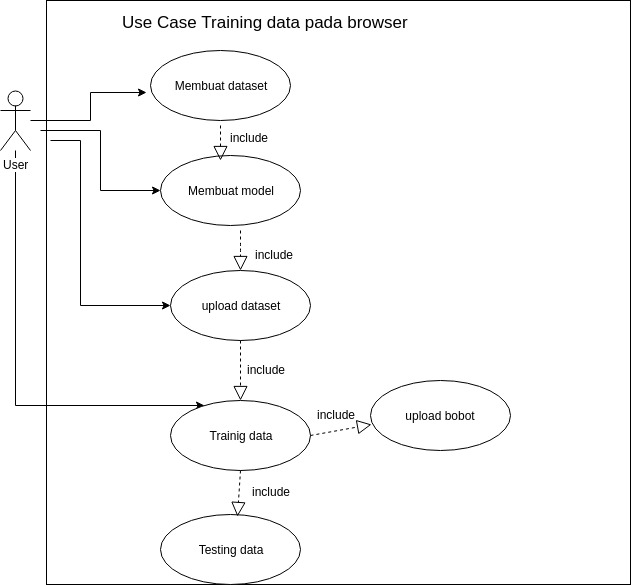 Use Case Training data pada browser
Membuat dataset
include
User
Membuat model
include
upload dataset
include
include
upload bobot
Trainig data
include
Testing data